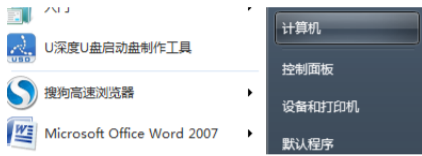 入门
U深度U盘启动盘制作工具
搜狗高速浏览器
Microsoft Office Word 2007
计算机
控制面板
设备和打印机
默认程序